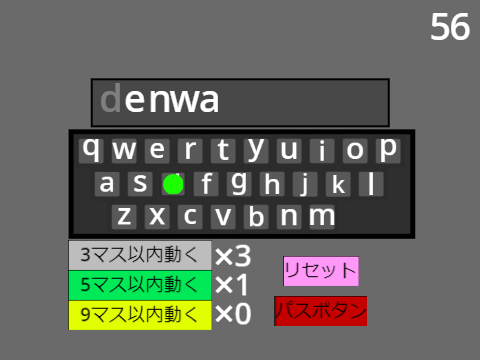 56
denwa
q w e r t y u i o p
a s f g h j k l
z x c v b n m
3マス以内動く ×3
5マス以内動く ×1
9マス以内動く ×0
リセット
パスボタン